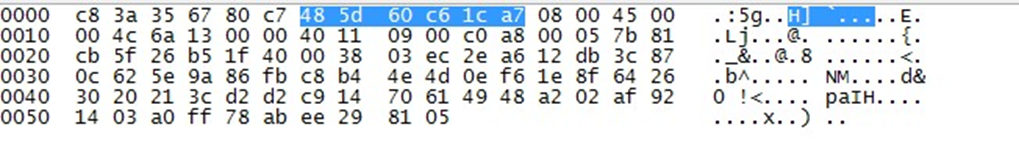 0000 c8 3a 35 67 80 c7 48 5d 60 c6 1c a7 08 00 45 00 .:5g..H] `.....E.
0010 00 4c 6a 13 00 00 40 11 09 00 c0 a8 00 05 7b 81 .Lj...@. ......{.
0020 cb 5f 26 b5 1f 40 00 38 03 ec 2e a6 12 db 3c 87 ._&..@.8 ......<.
0030 0c 62 5e 9a 86 fb c8 b4 4e 4d 0e f6 1e 8f 64 26 .b^..... NM....d&
0040 30 20 21 3c d2 d2 c9 14 70 61 49 48 a2 02 af 92 0 !<.... paIH....
0050 14 03 a0 ff 78 ab ee 29 81 05 ....x..) ..